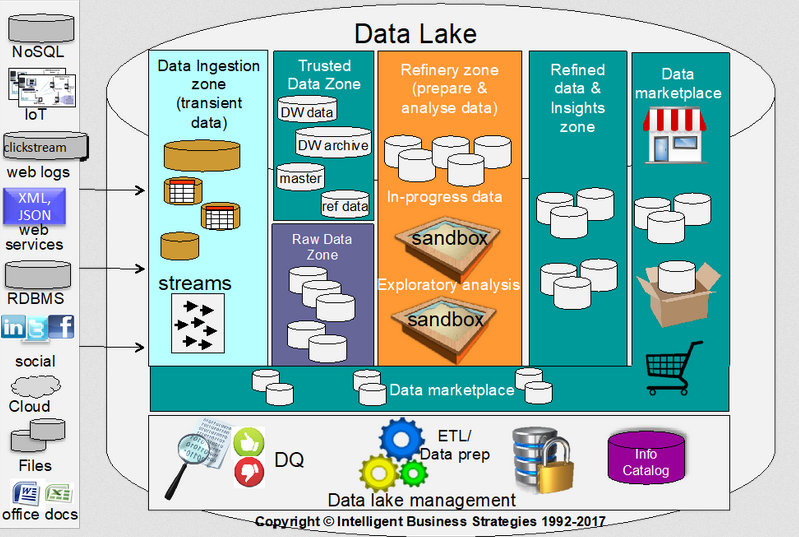 Data Lake
NoSQL
IoT
clickstream
web logs
XML,
JSON
web
services
RDBMS
in
f
social
Cloud
Files
W
X
office docs
Data Ingestion
zone
(transient
data)
streams
Trusted
Data Zone
DW data
DW archive
master
ref data
Raw Data
Zone
Refinery zone
(prepare &
analyse data)
In-progress data
sandbox
Exploratory analysis
sandbox
Refined
data &
Insights
zone
Data
marketplace
Data marketplace
DQ
ETL/
Data prep
Info
Catalog
Data lake management
Copyright © Intelligent Business Strategies 1992-2017